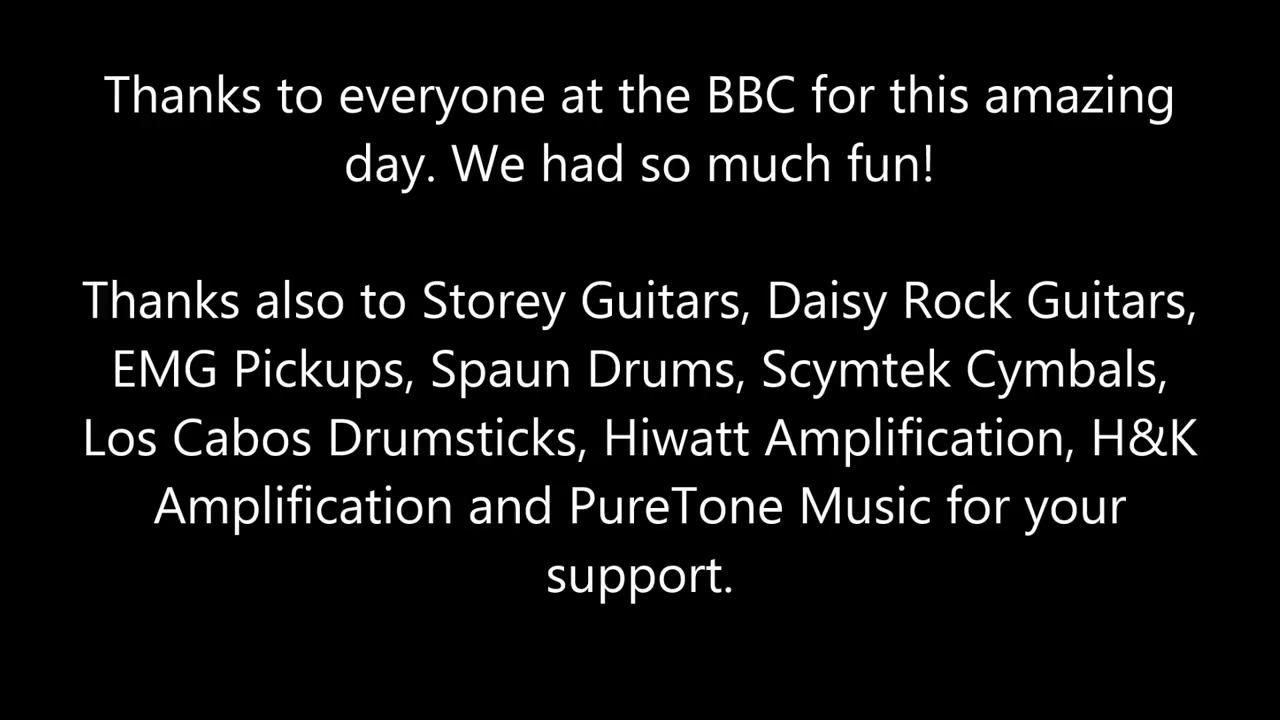 Thanks to everyone at the BBC for this amazing
day. We had so much fun!
Thanks also to Storey Guitars, Daisy Rock Guitars,
EMG Pickups, Spaun Drums, Scymtek Cymbals,
Los Cabos Drumsticks, Hiwatt Amplification, H&K
Amplification and PureTone Music for your
support.